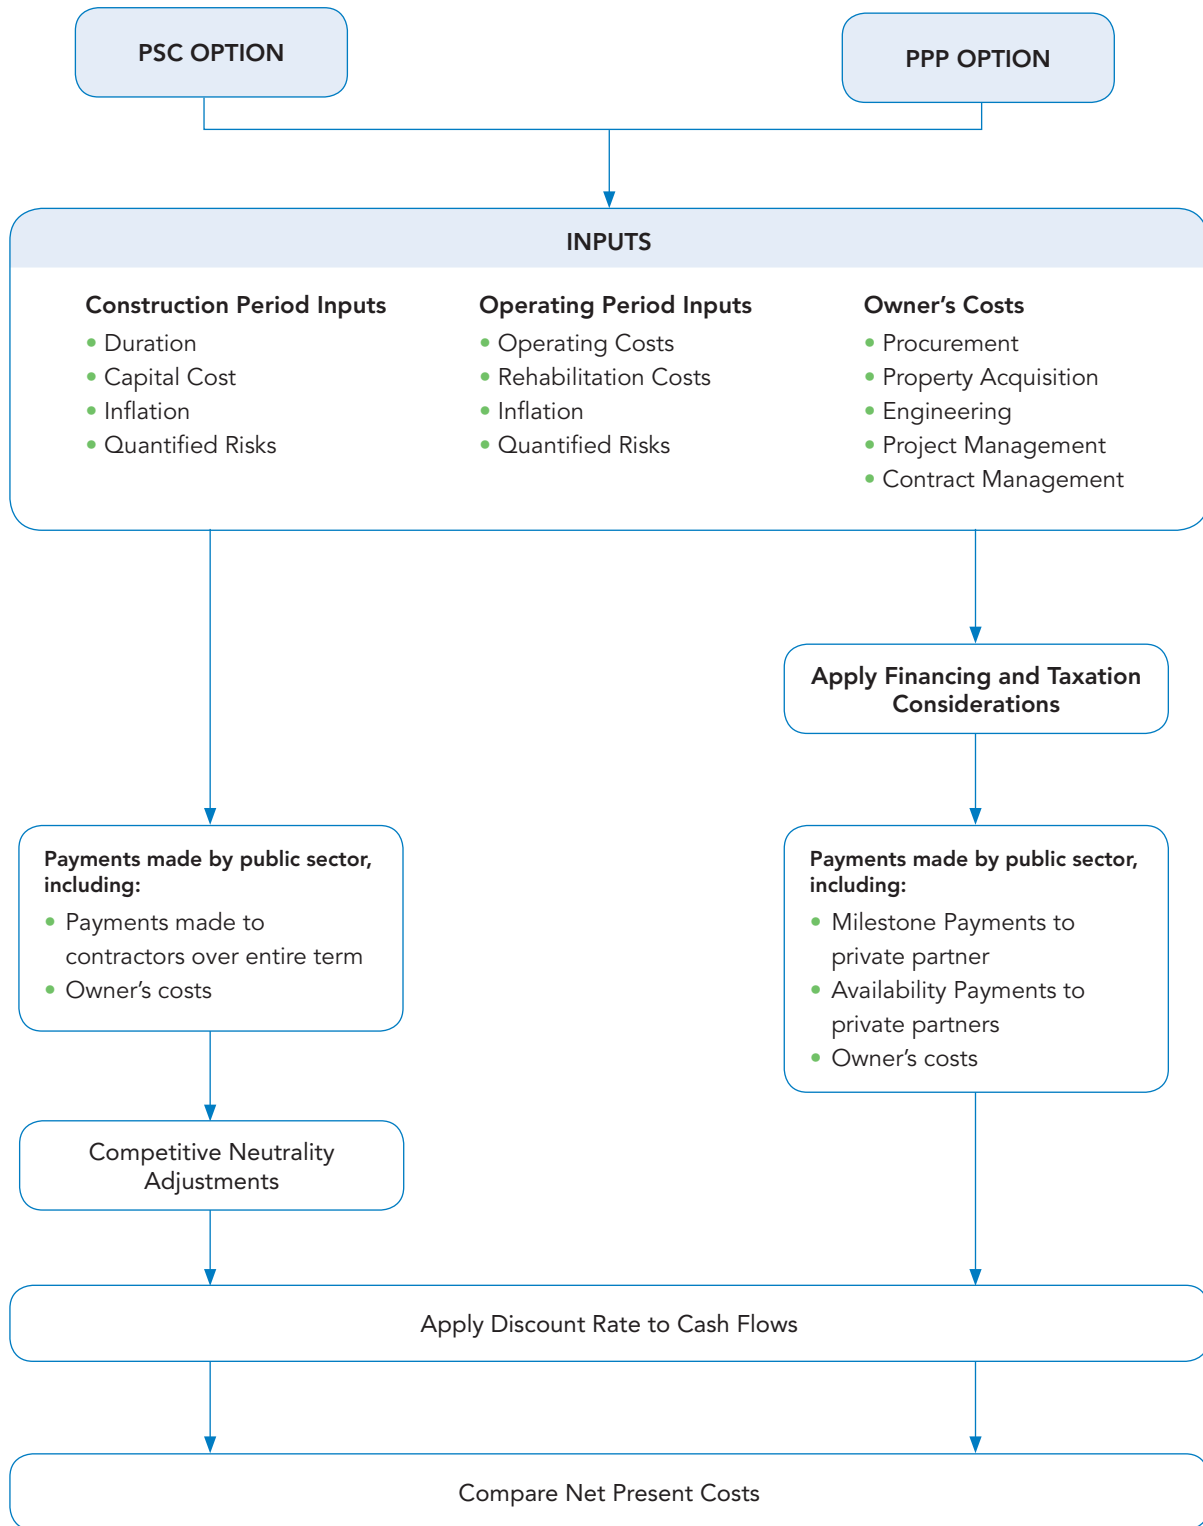 PSC OPTION
PPP OPTION
INPUTS
Construction Period Inputs
• Duration
• Capital Cost
• Inflation
• Quantified Risks
Operating Period Inputs
• Operating Costs
• Rehabilitation Costs
• Inflation
• Quantified Risks
Owner’s Costs
• Procurement
• Property Acquisition
• Engineering
• Project Management
• Contract Management
Apply Financing and Taxation
Considerations
Payments made by public sector,
including:
• Payments made to
contractors over entire term
• Owner’s costs
Payments made by public sector,
including:
• Milestone Payments to
private partner
• Availability Payments to
private partners
• Owner’s costs
Competitive Neutrality
Adjustments
Apply Discount Rate to Cash Flows
Compare Net Present Costs